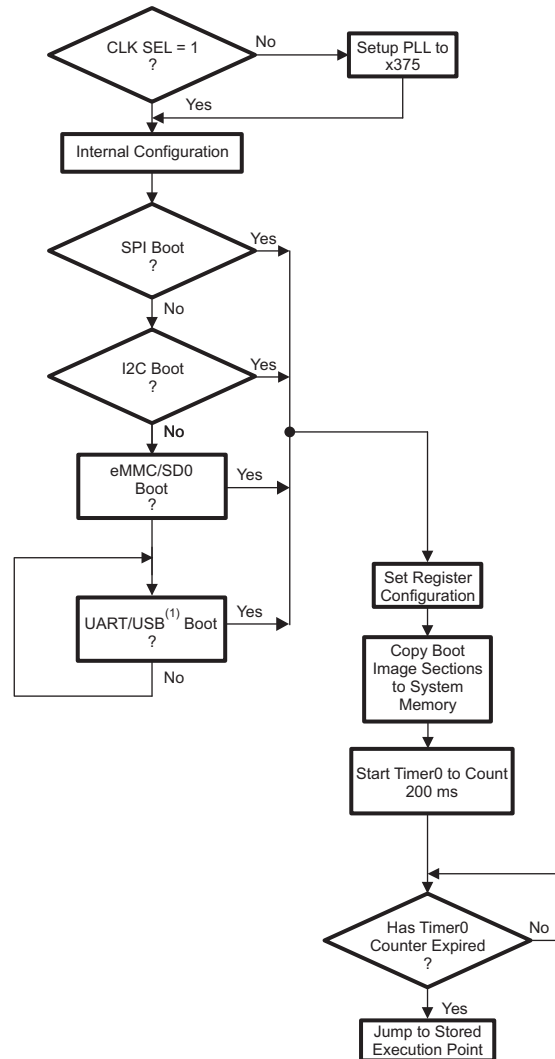 CLK SEL = 1
?
No
Setup PLL to
x375
Yes
Internal Configuration
SPI Boot
?
Yes
No
I2C Boot
?
Yes
No
eMMC/SD0
Boot
?
Yes
UART/USB(1) Boot
?
Yes
No
Set Register
Configuration
Copy Boot
Image Sections
to System
Memory
Start Timer0 to Count
200 ms
Has Timer0
Counter Expired
?
No
Yes
Jump to Stored
Execution Point